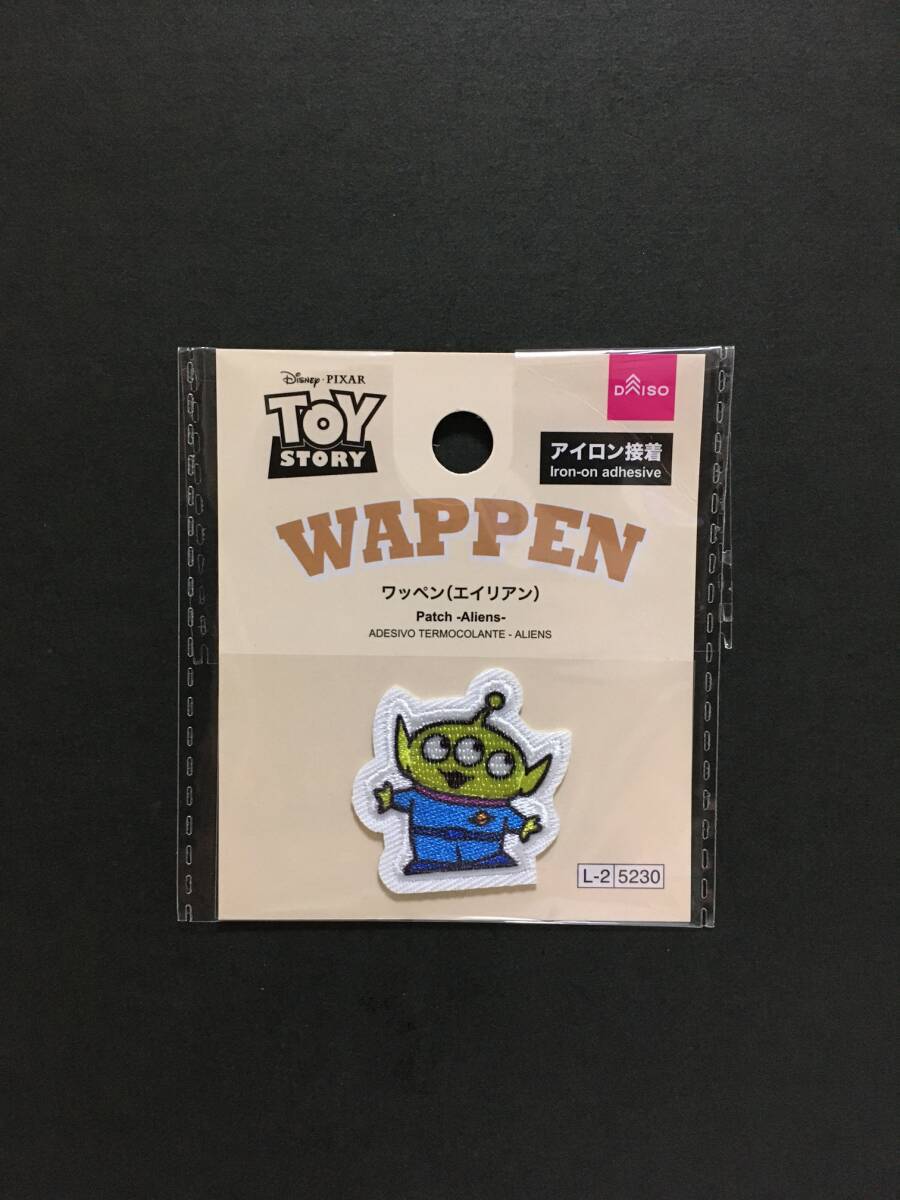 Disney·PIXAR
TOY
STORY
DAISO
アイロン接着
Iron-on adhesive
WAPPEN
ワッペン(エイリアン)
Patch -Aliens-
ADESIVO TERMOCOLANTE - ALIENS
L-2 5230